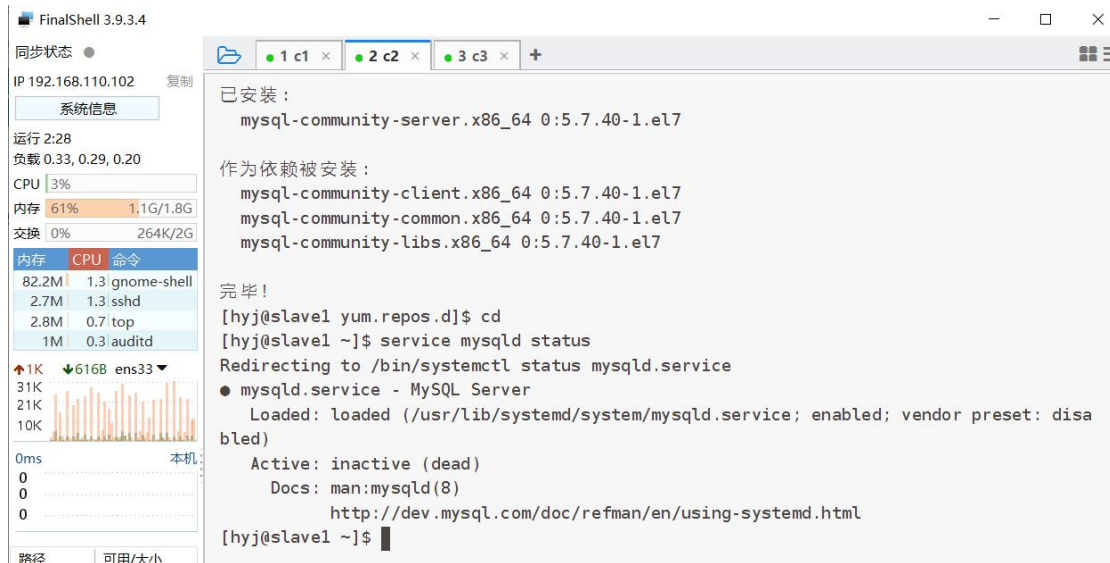 FinalShell 3.9.3.4
同步状态
IP 192.168.110.102 复制
系统信息
运行 2:28
负载 0.33, 0.29, 0.20
CPU 3%
内存 61% 1.1G/1.8G
交换 0% 264K/2G
内存 CPU 命令
82.2M 1.3 gnome-shell
2.7M 1.3 sshd
2.8M 0.7 top
1M 0.3 auditd
1K 616B ens33
31K
21K
10K
0ms 本机
0
0
0
路径 可用/大小
1 c1 × 2 c2 × 3 c3 × +
已安装:
mysql-community-server.x86_64 0:5.7.40-1.el7
作为依赖被安装:
mysql-community-client.x86_64 0:5.7.40-1.el7
mysql-community-common.x86_64 0:5.7.40-1.el7
mysql-community-libs.x86_64 0:5.7.40-1.el7
完毕!
[hyj@slave1 yum.repos.d]$ cd
[hyj@slave1 ~]$ service mysqld status
Redirecting to /bin/systemctl status mysqld.service
● mysqld.service - MySQL Server
Loaded: loaded (/usr/lib/systemd/system/mysqld.service; enabled; vendor preset: disa
bled)
Active: inactive (dead)
Docs: man:mysqld(8)
http://dev.mysql.com/doc/refman/en/using-systemd.html
[hyj@slave1 ~]$